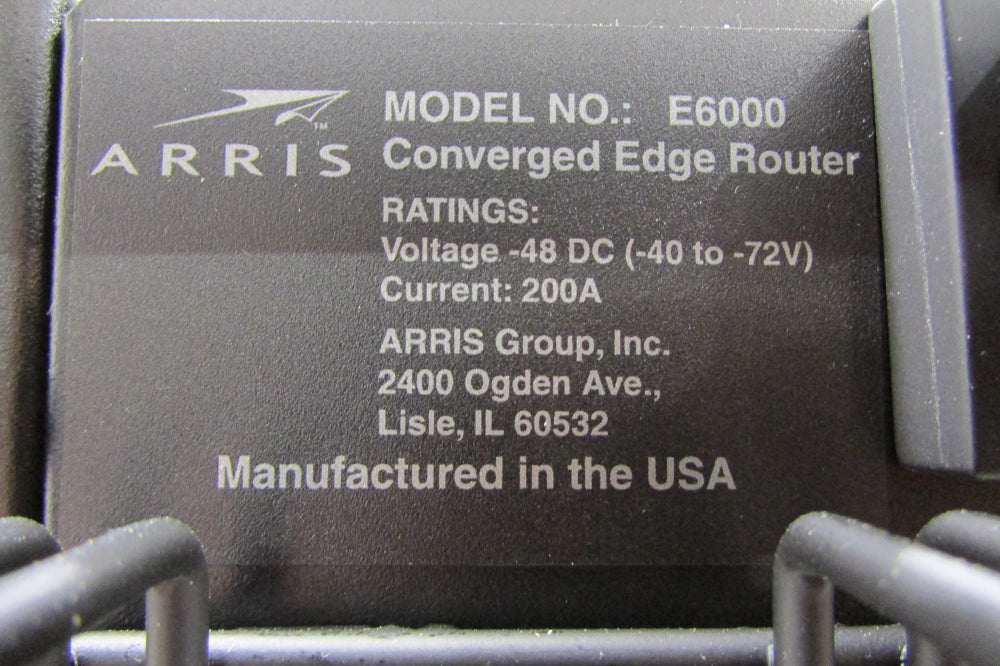 MODEL NO.: E6000
ARRIS™ Converged Edge Router
RATINGS:
Voltage -48 DC (-40 to -72V)
Current: 200A
ARRIS Group, Inc.
2400 Ogden Ave.,
Lisle, IL 60532
Manufactured in the USA